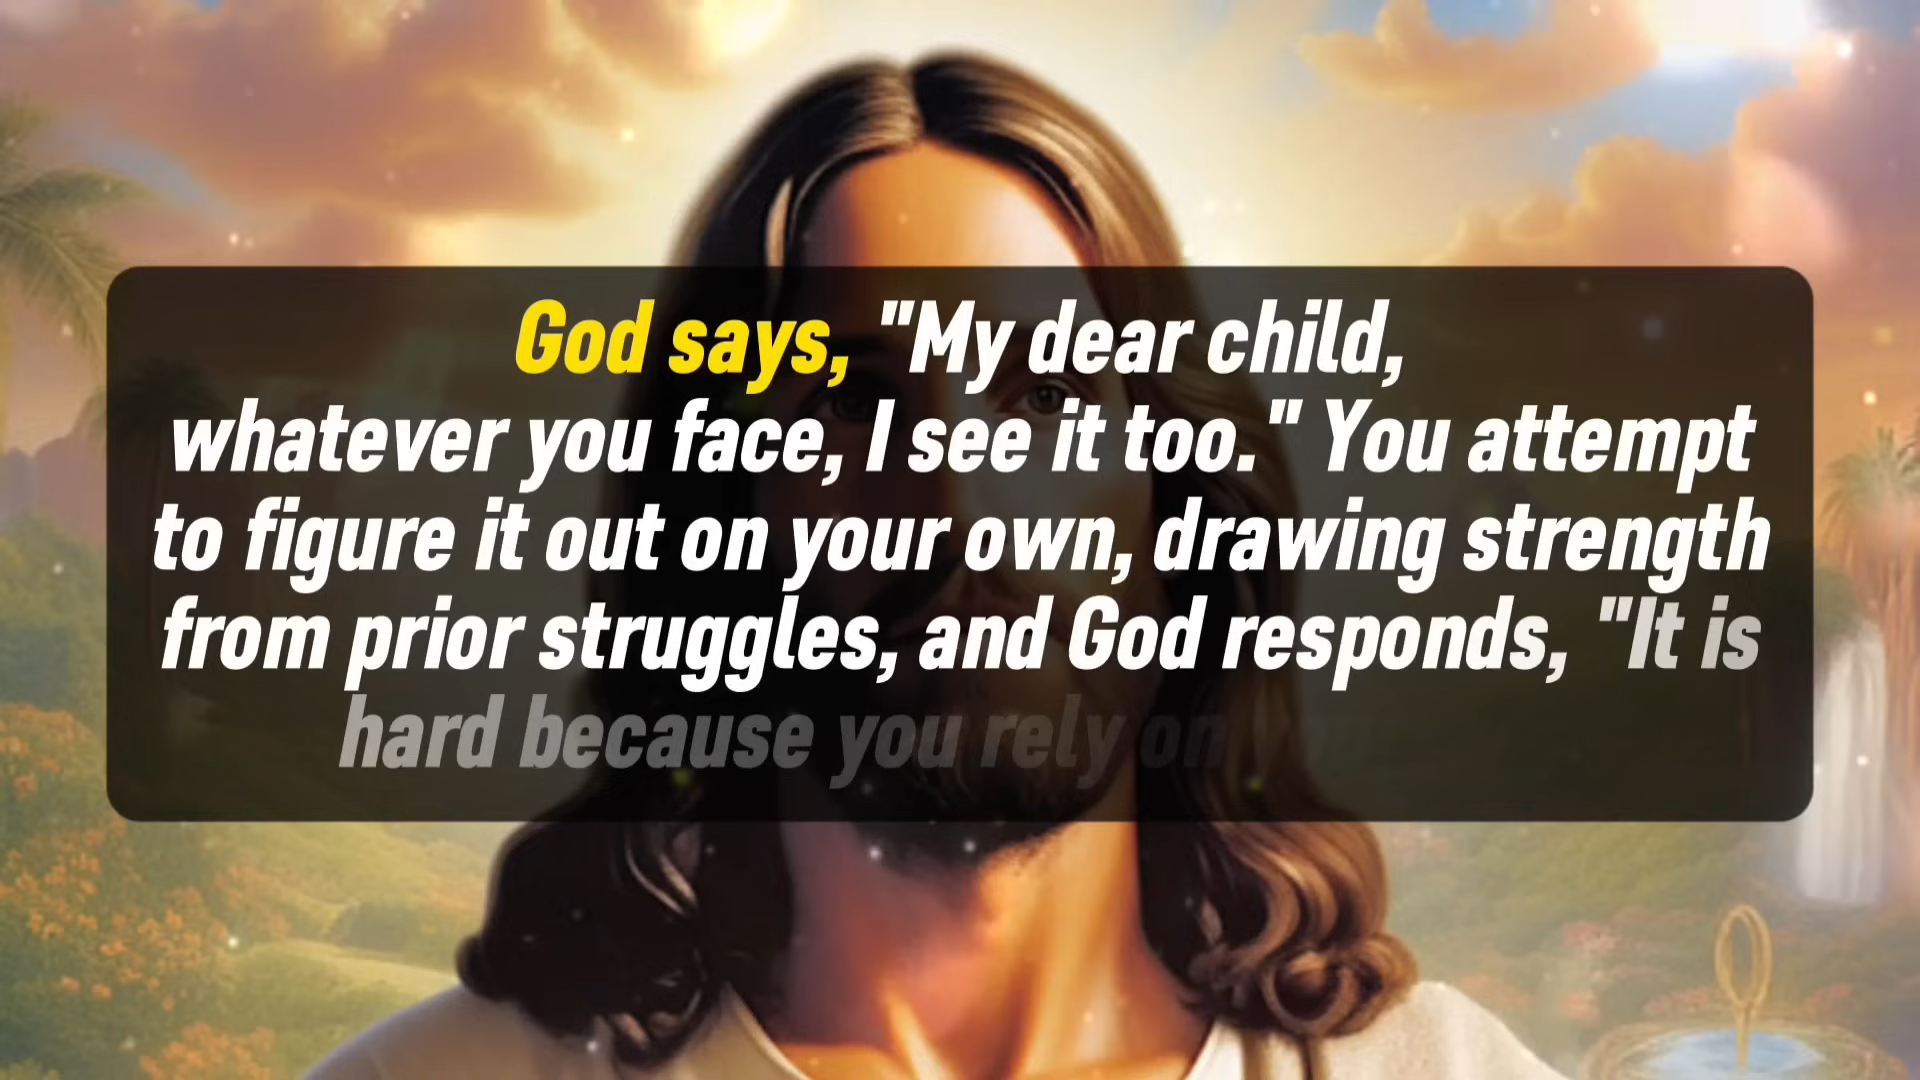 God says, "My dear child,
whatever you face, I see it too." You attempt
to figure it out on your own, drawing strength
from prior struggles, and God responds, "It is
hard because you rely on